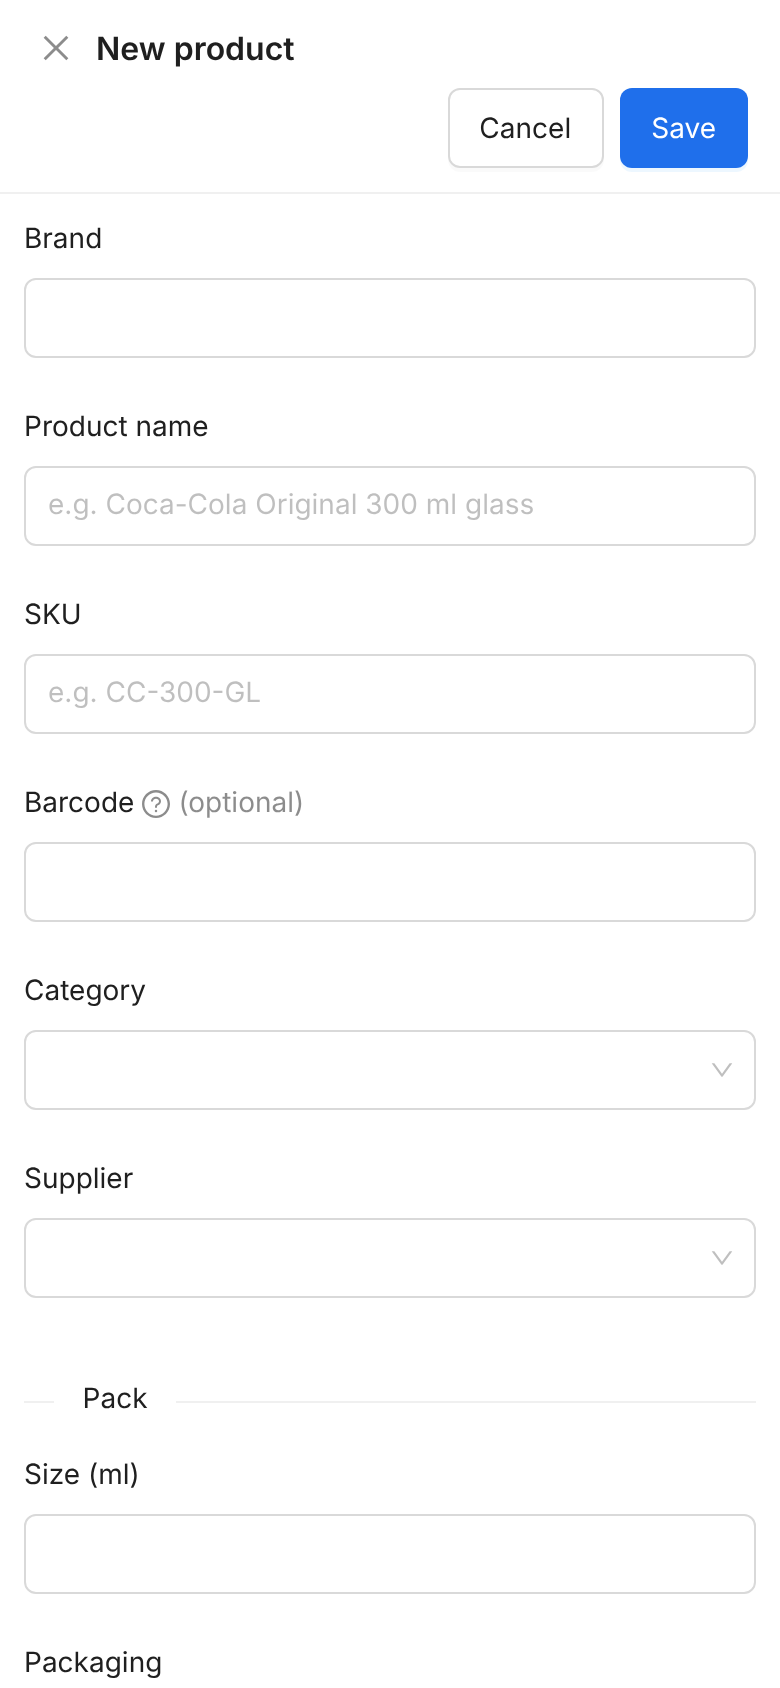 New product
Cancel
Save
Brand
Product name
e.g. Coca-Cola Original 300 ml glass
SKU
e.g. CC-300-GL
Barcode ? (optional)
Category
Supplier
Pack
Size (ml)
Packaging